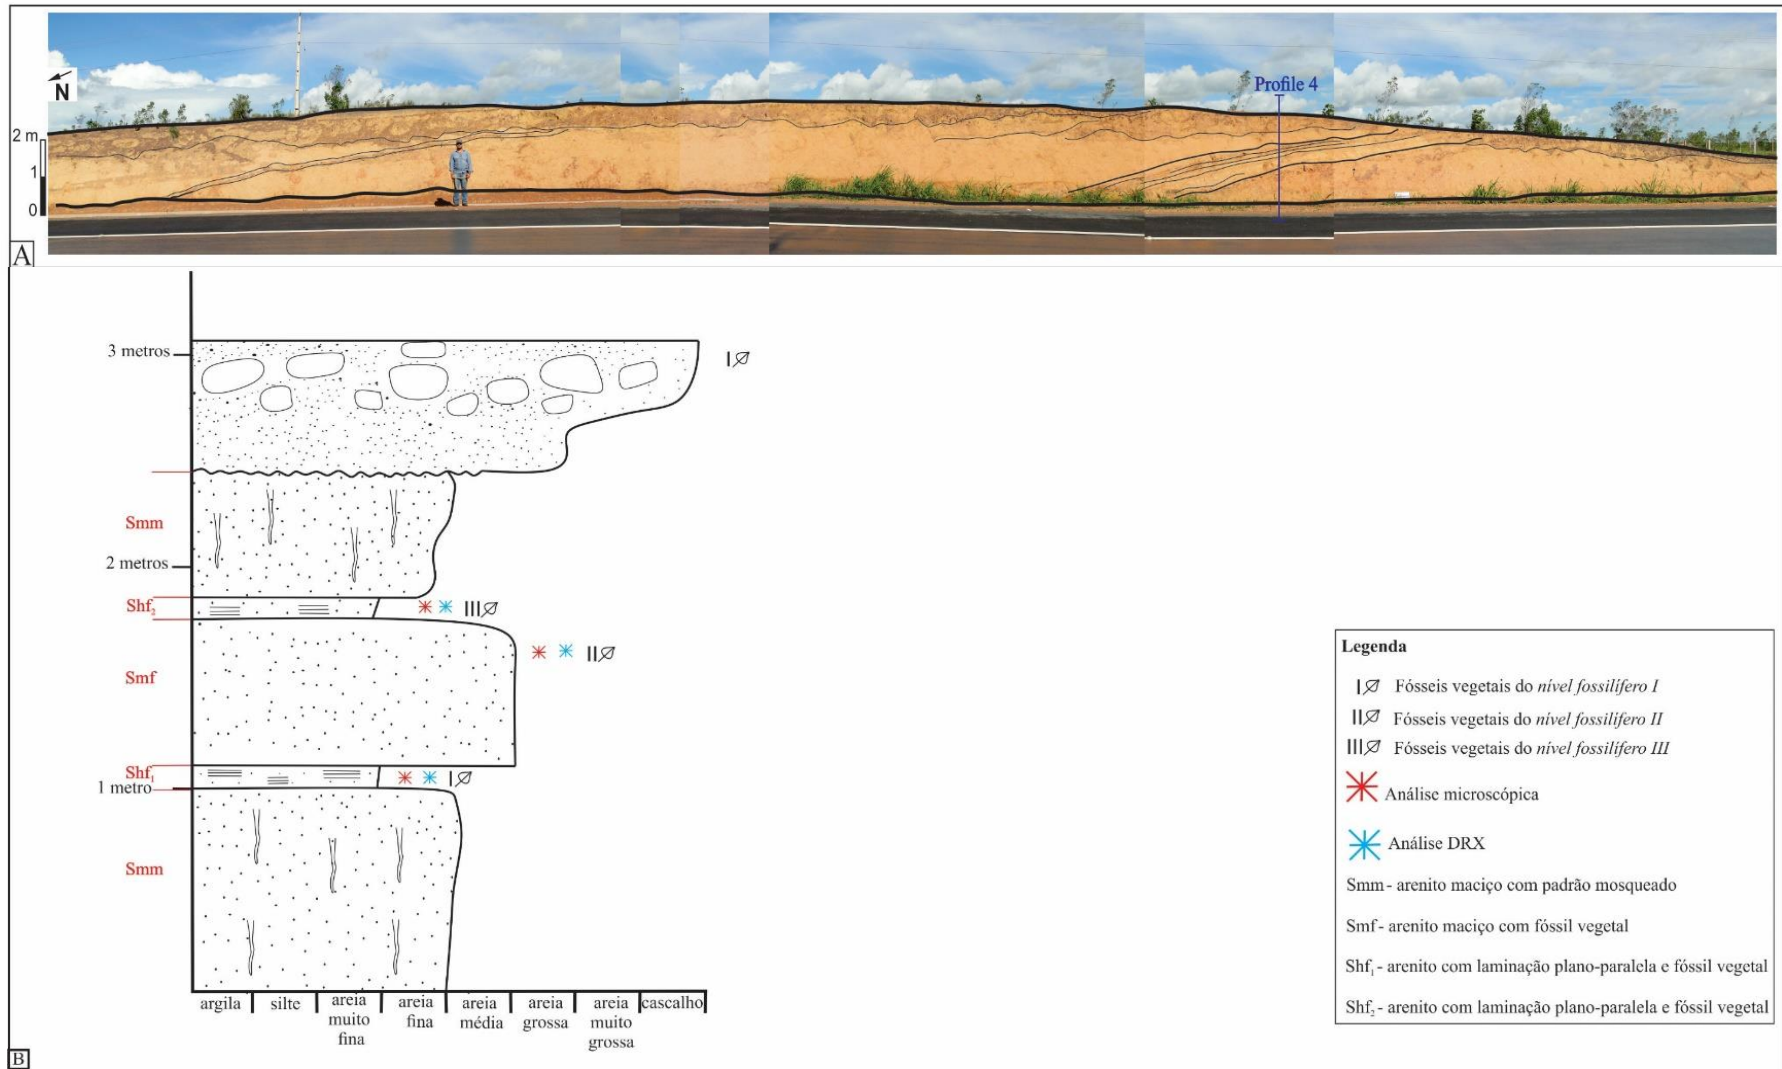 N
Profile 4
2 m
1
0
A
3 metros
I
Smm
2 metros
Shf2
III
II
Smf
Shf1
I
1 metro
Smm
argila
silte
areia
muito
fina
areia
fina
areia
média
areia
grossa
areia
muito
grossa
cascalho
B
Legenda
I Fósseis vegetais do nível fossilífero I
II Fósseis vegetais do nível fossilífero II
III Fósseis vegetais do nível fossilífero III
Análise microscópica
Análise DRX
Smm - arenito maciço com padrão mosqueado
Smf - arenito maciço com fóssil vegetal
Shf1 - arenito com laminação plano-paralela e fóssil vegetal
Shf2 - arenito com laminação plano-paralela e fóssil vegetal